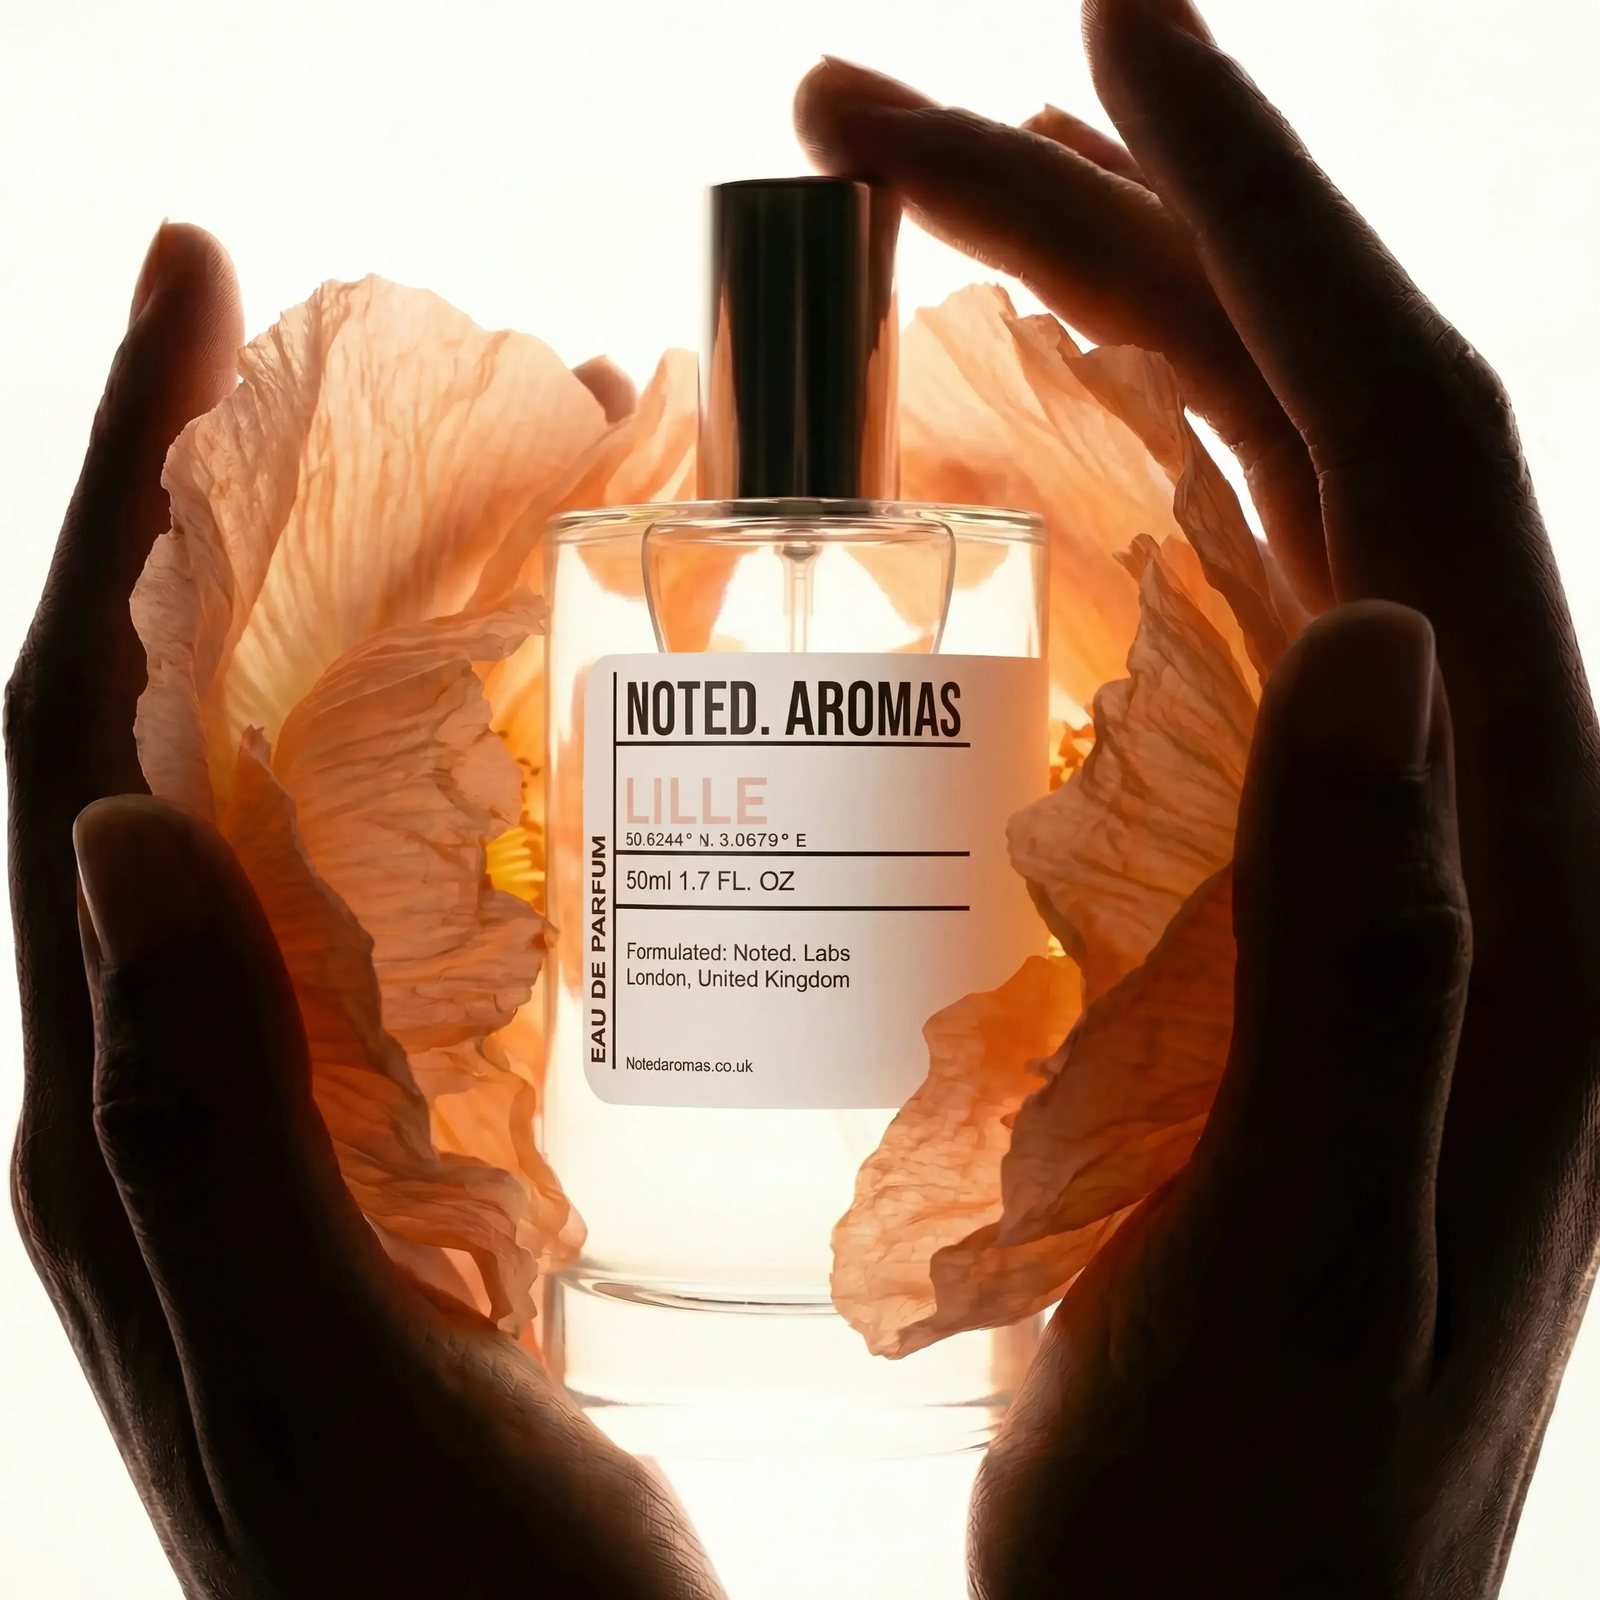 NOTED. AROMAS
LILLE
50.6244° N. 3.0679° E
50ml 1.7 FL. OZ
Formulated: Noted. Labs
London, United Kingdom
Notedaromas.co.uk
EAU DE PARFUM